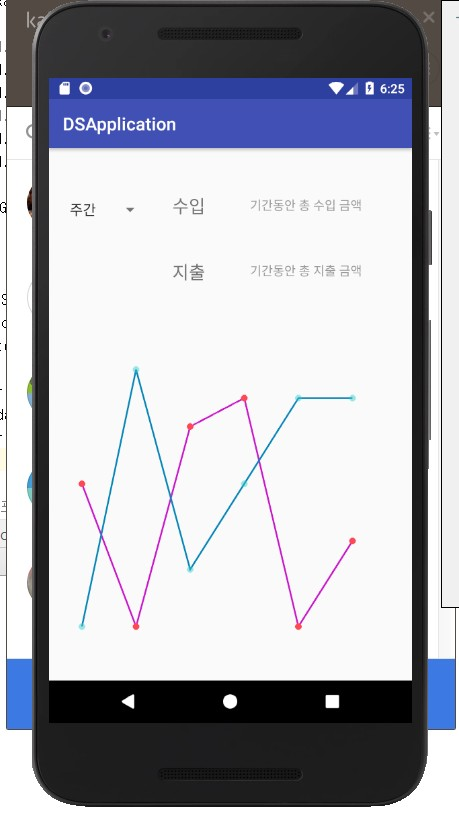 6:25
DSApplication
주간
수입
기간동안 총 수입 금액
지출
기간동안 총 지출 금액